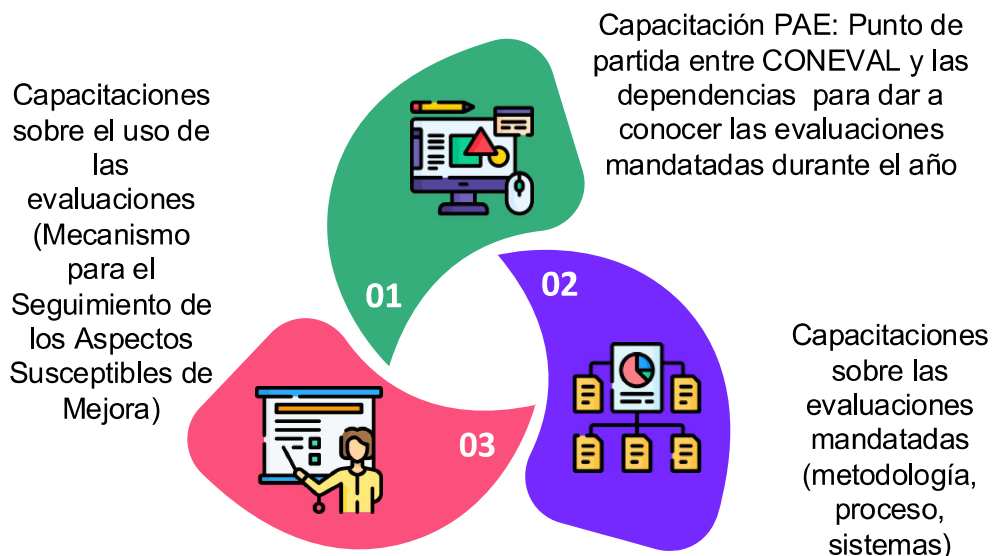 Capacitación PAE: Punto de
partida entre CONEVAL y las
dependencias para dar a
conocer las evaluaciones
mandatadas durante el año
01
02
Capacitaciones
sobre las
evaluaciones
mandatadas
(metodología,
proceso,
sistemas)
03
Capacitaciones
sobre el uso de
las
evaluaciones
(Mecanismo
para el
Seguimiento de
los Aspectos
Susceptibles de
Mejora)